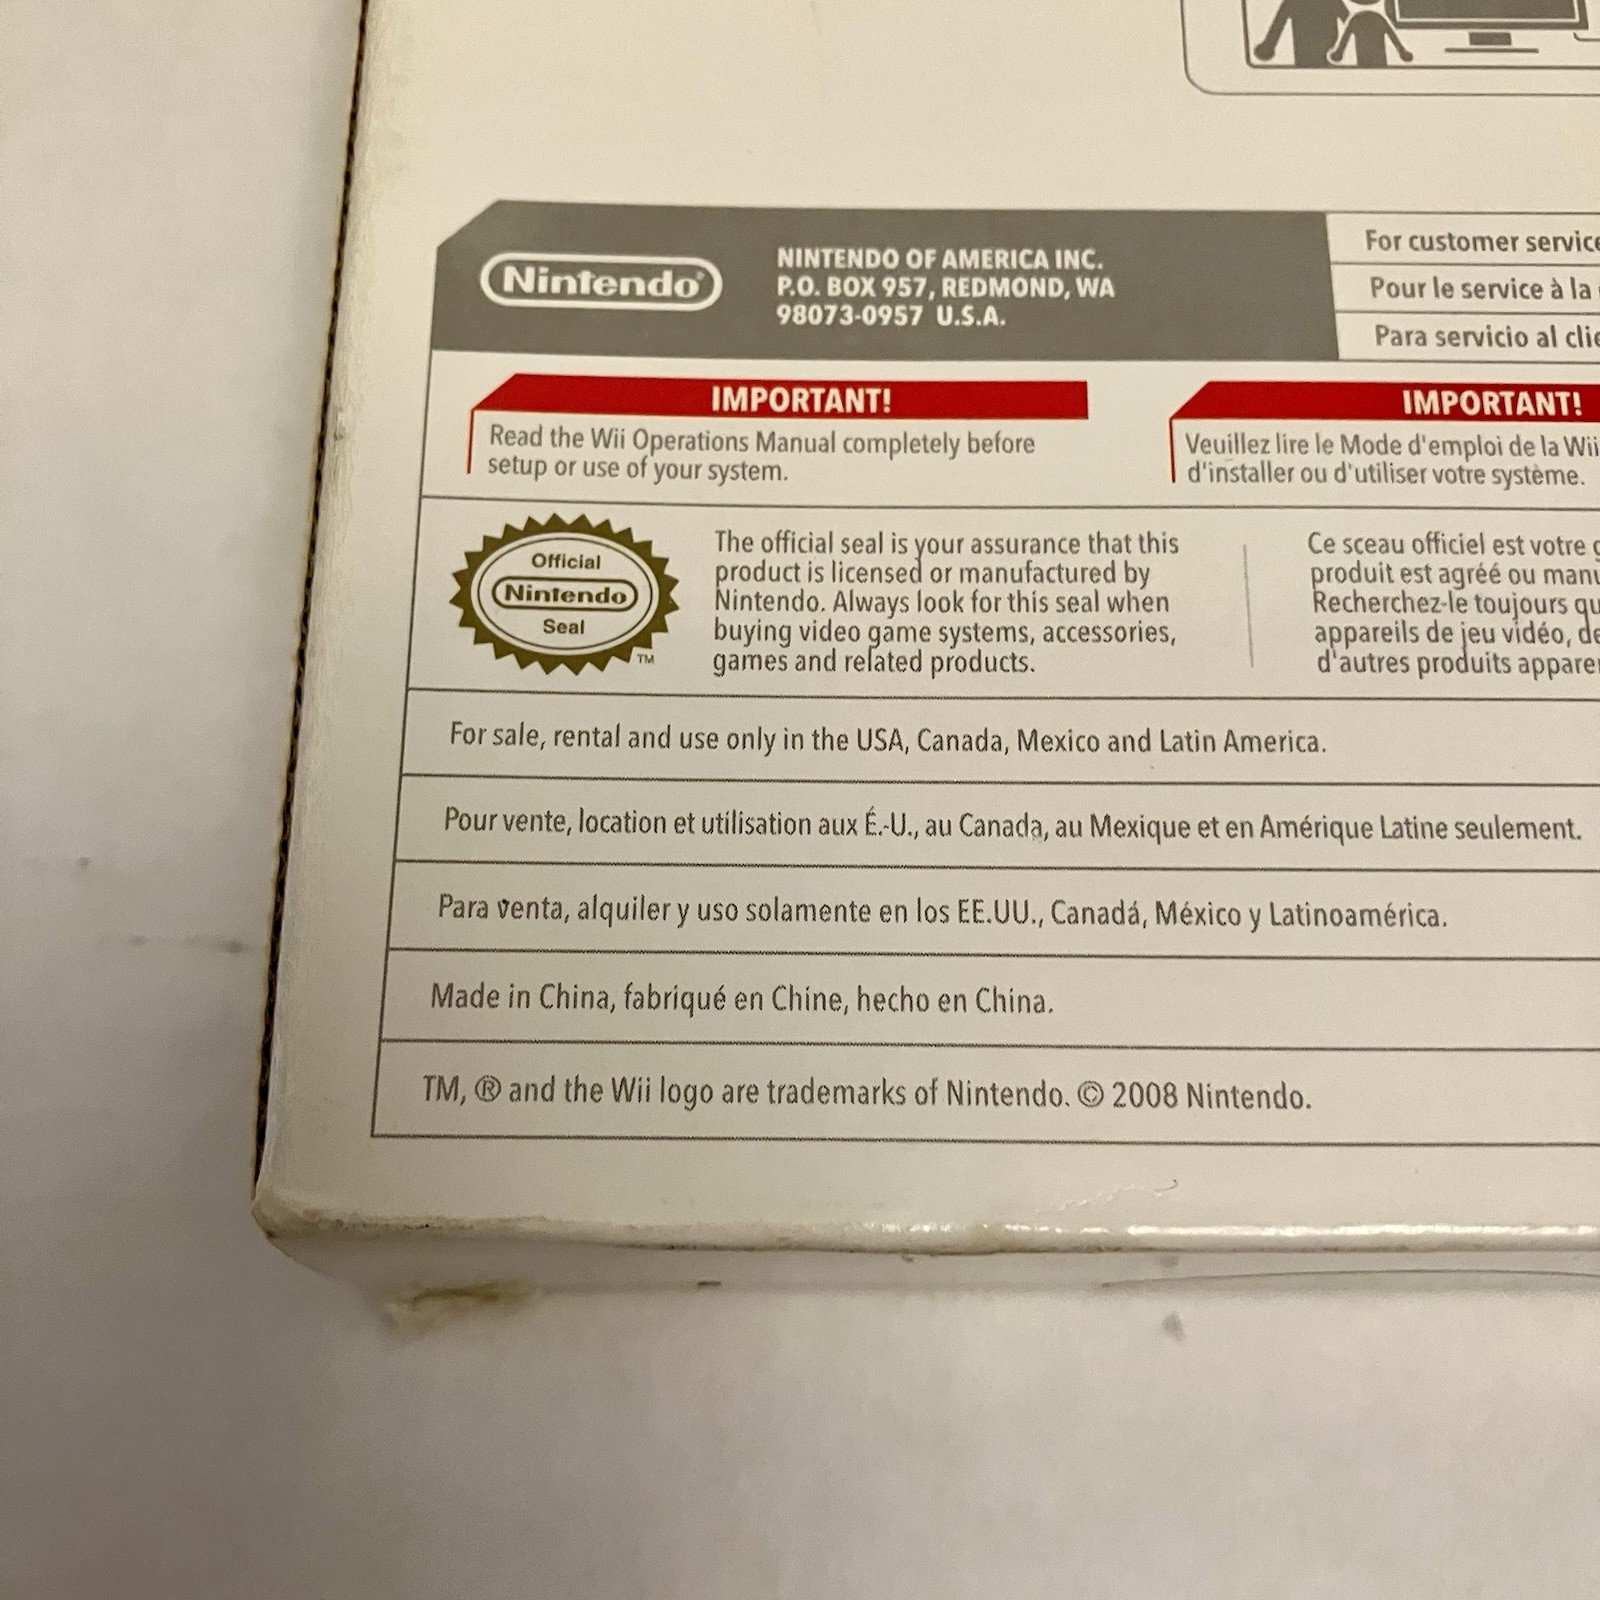 Nintendo®
NINTENDO OF AMERICA INC.
P.O. BOX 957, REDMOND, WA
98073-0957 U.S.A.
For customer service
Pour le service à la
Para servicio al
IMPORTANT!
Read the Wii Operations Manual completely before
setup or use of your system.
IMPORTANT!
Veuillez lire le Mode d'emploi de la Wii
d'installer ou d'utiliser votre système.
Official
Nintendo
Seal
TM
The official seal is your assurance that this
product is licensed or manufactured by
Nintendo. Always look for this seal when
buying video game systems, accessories,
games and related products.
Ce sceau officiel est votre
produit est agréé ou
Recherchez-le toujours
appareils de jeu vidéo,
d'autres produits
For sale, rental and use only in the USA, Canada, Mexico and Latin America.
Pour vente, location et utilisation aux É.-U., au Canada, au Mexique et en Amérique Latine seulement.
Para venta, alquiler y uso solamente en los EE.UU., Canadá, México y Latinoamérica.
Made in China, fabriqué en Chine, hecho en China.
TM, ® and the Wii logo are trademarks of Nintendo. © 2008 Nintendo.